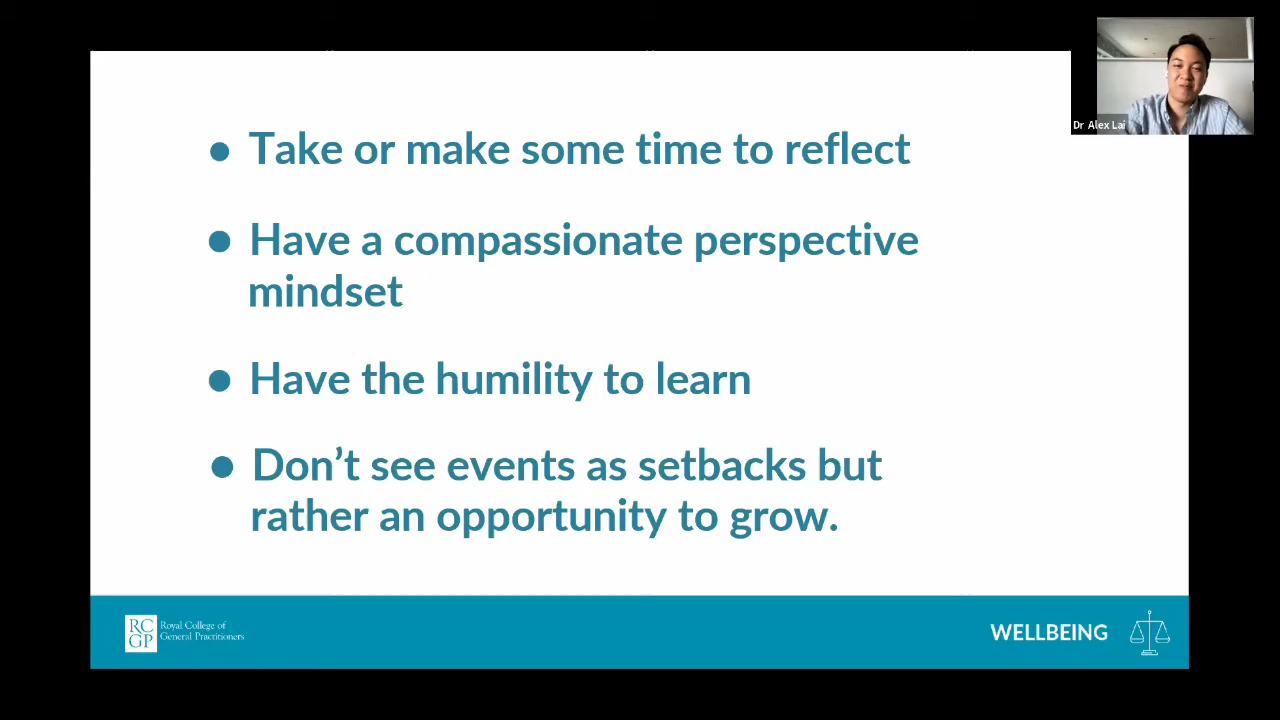 Dr Alex Lai
● Take or make some time to reflect
● Have a compassionate perspective
mindset
● Have the humility to learn
● Don’t see events as setbacks but
rather an opportunity to grow.
RC
GP
Royal College of
General Practitioners
WELLBEING